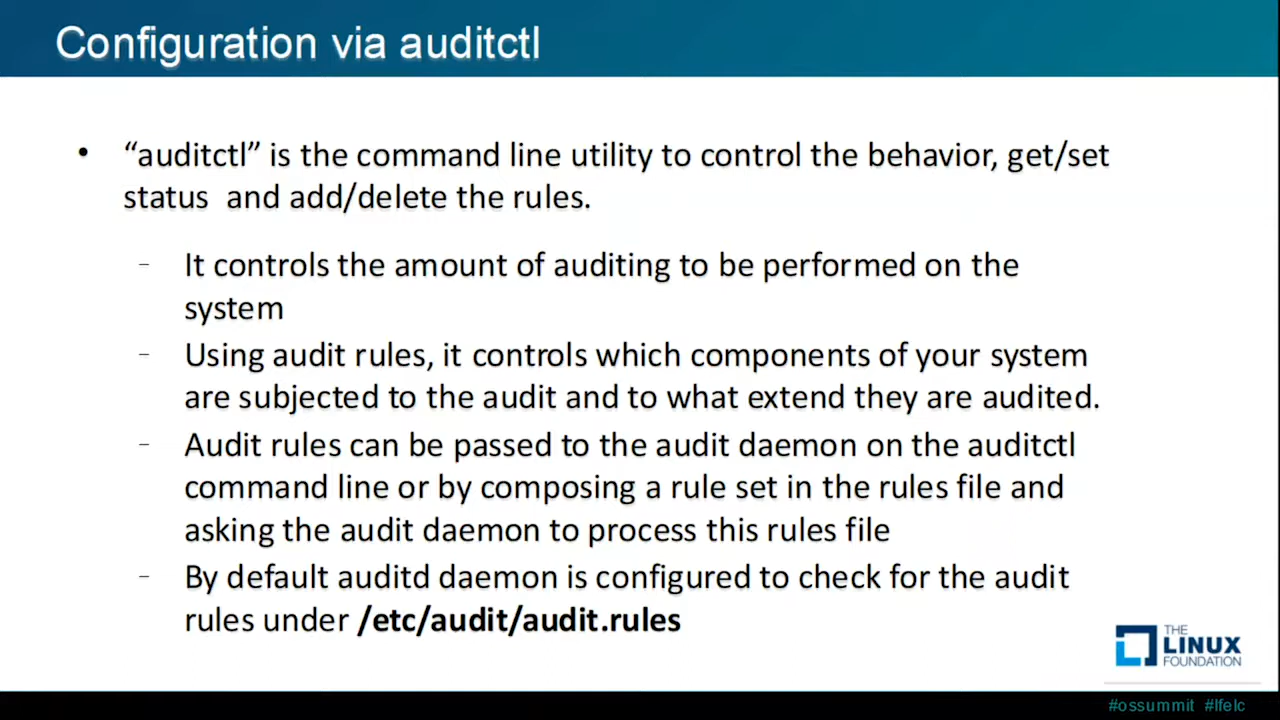 Configuration via auditctl
• “auditctl” is the command line utility to control the behavior, get/set
status and add/delete the rules.
– It controls the amount of auditing to be performed on the
system
– Using audit rules, it controls which components of your system
are subjected to the audit and to what extend they are audited.
– Audit rules can be passed to the audit daemon on the auditctl
command line or by composing a rule set in the rules file and
asking the audit daemon to process this rules file
– By default auditd daemon is configured to check for the audit
rules under /etc/audit/audit.rules
THE
LINUX
FOUNDATION
#ossummit #lfelc